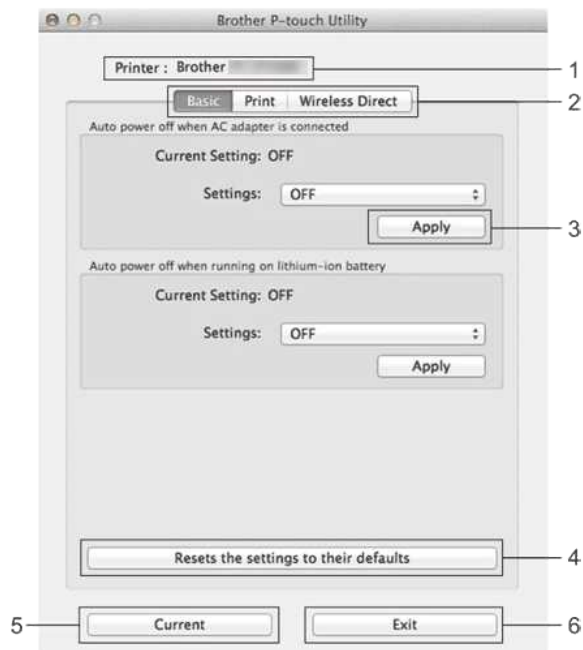 Brother P-touch Utility
Printer : Brother
1
Basic Print Wireless Direct
2
Auto power off when AC adapter is connected
Current Setting: OFF
Settings: OFF
Apply
3
Auto power off when running on lithium-ion battery
Current Setting: OFF
Settings: OFF
Apply
Resets the settings to their defaults
4
5
Current
Exit
6